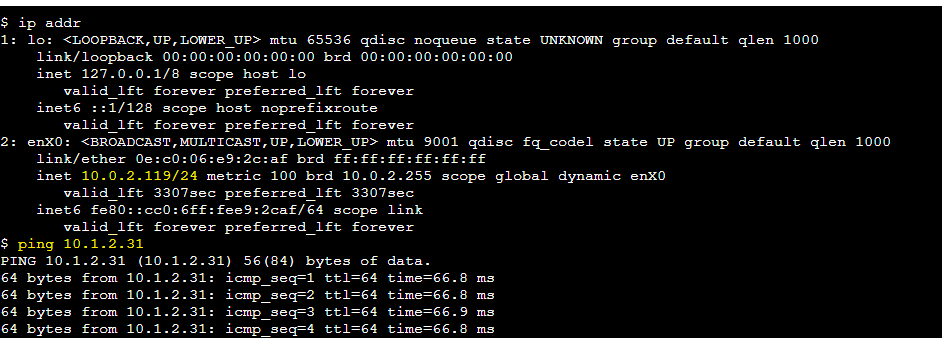 $ ip addr
1: lo: <LOOPBACK,UP,LOWER_UP> mtu 65536 qdisc noqueue state UNKNOWN group default qlen 1000
    link/loopback 00:00:00:00:00:00 brd 00:00:00:00:00:00
    inet 127.0.0.1/8 scope host lo
       valid_lft forever preferred_lft forever
    inet6 ::1/128 scope host noprefixroute
       valid_lft forever preferred_lft forever
2: enX0: <BROADCAST,MULTICAST,UP,LOWER_UP> mtu 9001 qdisc fq_codel state UP group default qlen 1000
    link/ether 0e:c0:06:e9:2c:af brd ff:ff:ff:ff:ff:ff
    inet 10.0.2.119/24 metric 100 brd 10.0.2.255 scope global dynamic enX0
       valid_lft 3307sec preferred_lft 3307sec
    inet6 fe80::cc0:6ff:fee9:2caf/64 scope link
       valid_lft forever preferred_lft forever
$ ping 10.1.2.31
PING 10.1.2.31 (10.1.2.31) 56(84) bytes of data.
64 bytes from 10.1.2.31: icmp_seq=1 ttl=64 time=66.8 ms
64 bytes from 10.1.2.31: icmp_seq=2 ttl=64 time=66.8 ms
64 bytes from 10.1.2.31: icmp_seq=3 ttl=64 time=66.9 ms
64 bytes from 10.1.2.31: icmp_seq=4 ttl=64 time=66.8 ms